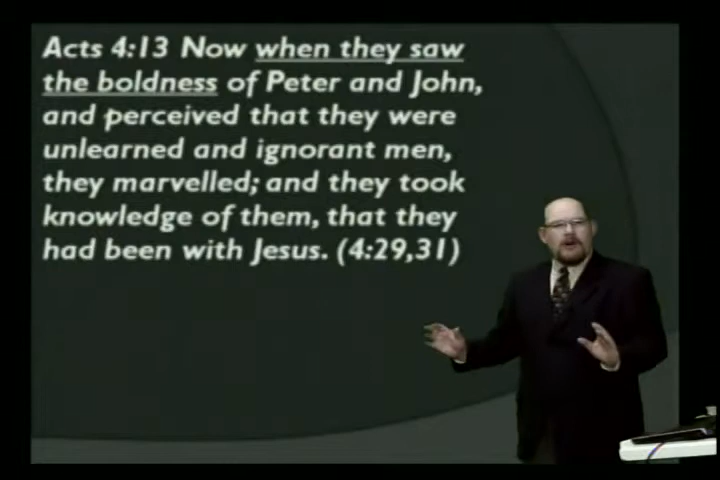 Acts 4:13 Now when they saw
the boldness of Peter and John,
and perceived that they were
unlearned and ignorant men,
they marvelled; and they took
knowledge of them, that they
had been with Jesus. (4:29,31)